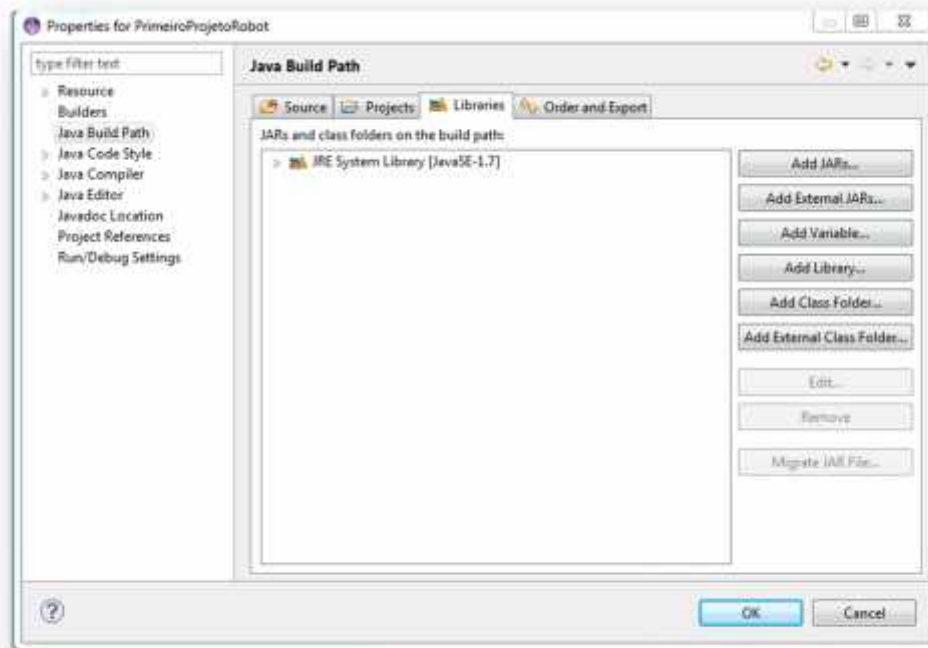 Properties for PrimeiroProjetoRobot
type filter text
Resource
Builders
Java Build Path
Java Code Style
Java Compiler
Java Editor
Javadoc Location
Project References
Run/Debug Settings
Java Build Path
Source Projects Libraries Order and Export
JARs and class folders on the build path:
JRE System Library [JavaSE-1.7]
Add JARs...
Add External JARs...
Add Variable...
Add Library...
Add Class Folder...
Add External Class Folder...
Edit...
Remove
Migrate JAR File...
?
OK Cancel